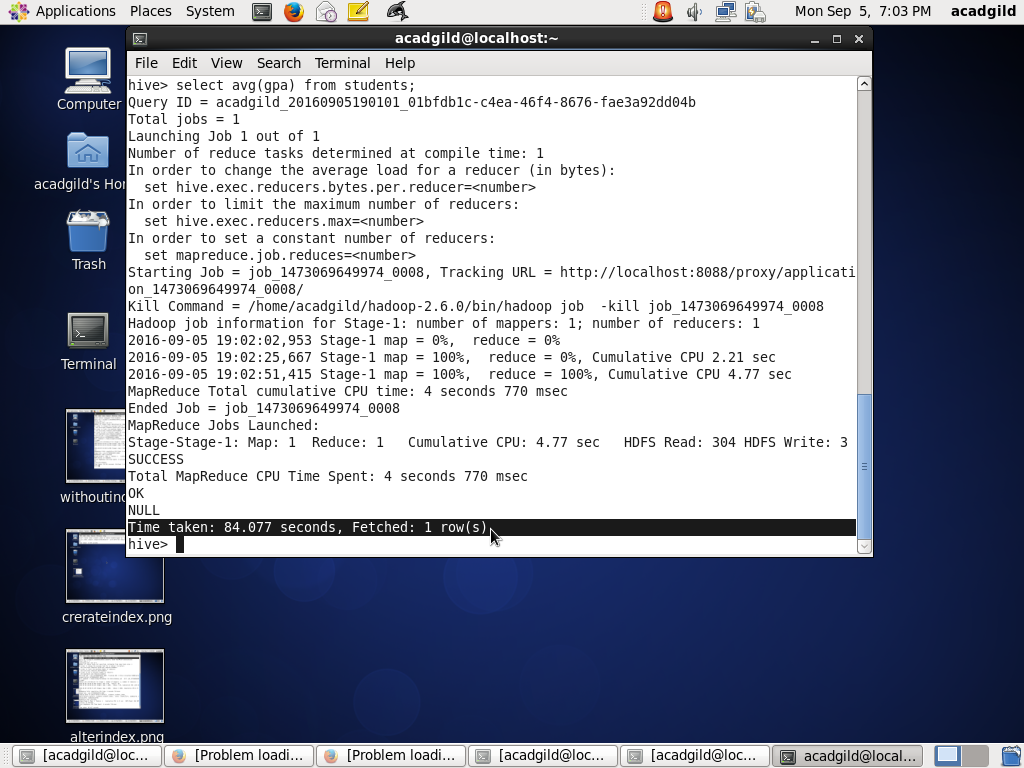 Applications Places System
Mon Sep 5, 7:03 PM acadgild
acadgild@localhost:~
File Edit View Search Terminal Help
hive> select avg(gpa) from students;
Query ID = acadgild_20160905190101_01bfdb1c-c4ea-46f4-8676-fae3a92dd04b
Total jobs = 1
Launching Job 1 out of 1
Number of reduce tasks determined at compile time: 1
In order to change the average load for a reducer (in bytes):
  set hive.exec.reducers.bytes.per.reducer=<number>
In order to limit the maximum number of reducers:
  set hive.exec.reducers.max=<number>
In order to set a constant number of reducers:
  set mapreduce.job.reduces=<number>
Starting Job = job_1473069649974_0008, Tracking URL = http://localhost:8088/proxy/applicati
on_1473069649974_0008/
Kill Command = /home/acadgild/hadoop-2.6.0/bin/hadoop job  -kill job_1473069649974_0008
Hadoop job information for Stage-1: number of mappers: 1; number of reducers: 1
2016-09-05 19:02:02,953 Stage-1 map = 0%,  reduce = 0%
2016-09-05 19:02:25,667 Stage-1 map = 100%,  reduce = 0%, Cumulative CPU 2.21 sec
2016-09-05 19:02:51,415 Stage-1 map = 100%,  reduce = 100%, Cumulative CPU 4.77 sec
MapReduce Total cumulative CPU time: 4 seconds 770 msec
Ended Job = job_1473069649974_0008
MapReduce Jobs Launched:
Stage-Stage-1: Map: 1  Reduce: 1   Cumulative CPU: 4.77 sec   HDFS Read: 304 HDFS Write: 3
SUCCESS
Total MapReduce CPU Time Spent: 4 seconds 770 msec
OK
NULL
Time taken: 84.077 seconds, Fetched: 1 row(s)
hive>
Computer
acadgild's Hor
Trash
Terminal
withoutinc
crerateindex.png
alterindex.png
[acadgild@loc...
[Problem loadi...
[Problem loadi...
[acadgild@loc...
[acadgild@loc...
acadgild@local...